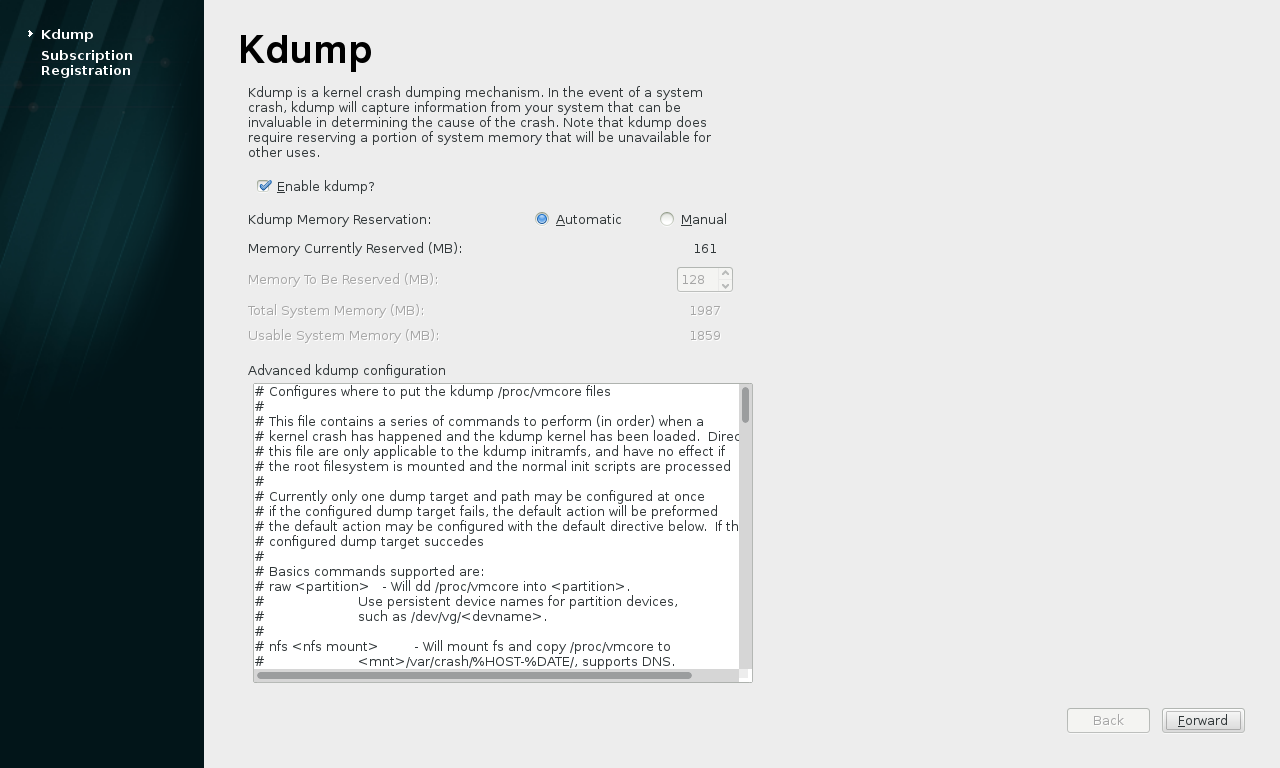 Kdump
Subscription
Registration
Kdump
Kdump is a kernel crash dumping mechanism. In the event of a system
crash, kdump will capture information from your system that can be
invaluable in determining the cause of the crash. Note that kdump does
require reserving a portion of system memory that will be unavailable for
other uses.
Enable kdump?
Kdump Memory Reservation: Automatic Manual
Memory Currently Reserved (MB): 161
Memory To Be Reserved (MB): 128
Total System Memory (MB): 1987
Usable System Memory (MB): 1859
Advanced kdump configuration
# Configures where to put the kdump /proc/vmcore files
#
# This file contains a series of commands to perform (in order) when a
# kernel crash has happened and the kdump kernel has been loaded.  Direc
# this file are only applicable to the kdump initramfs, and have no effect if
# the root filesystem is mounted and the normal init scripts are processed
#
# Currently only one dump target and path may be configured at once
# if the configured dump target fails, the default action will be preformed
# the default action may be configured with the default directive below.  If th
# configured dump target succedes
#
# Basics commands supported are:
# raw <partition>   - Will dd /proc/vmcore into <partition>.
#                       Use persistent device names for partition devices,
#                       such as /dev/vg/<devname>.
#
# nfs <nfs mount>         - Will mount fs and copy /proc/vmcore to
#                       <mnt>/var/crash/%HOST-%DATE/, supports DNS.
Back Forward